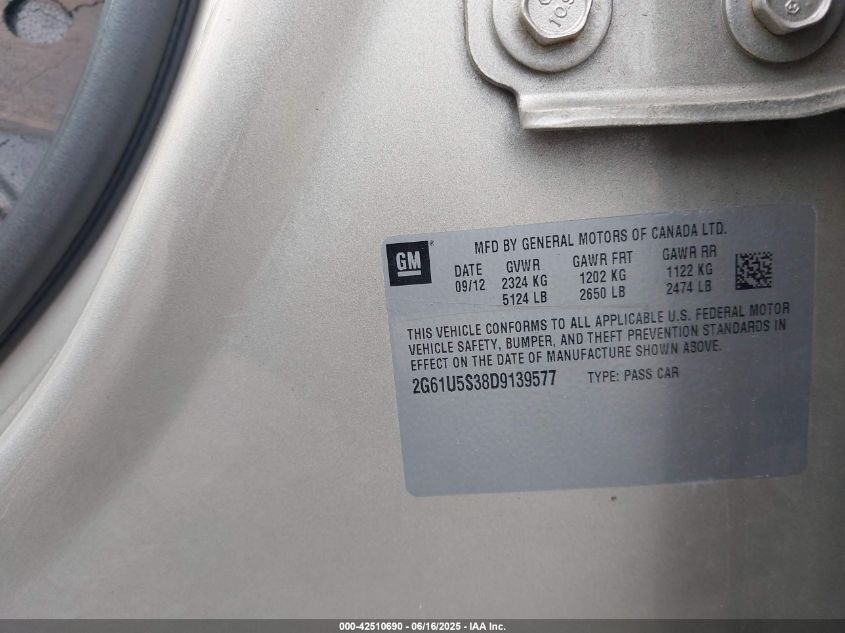 10.9
GM®
MFD BY GENERAL MOTORS OF CANADA LTD.
DATE GVWR GAWR FRT GAWR RR
09/12 2324 KG 1202 KG 1122 KG
5124 LB 2650 LB 2474 LB
THIS VEHICLE CONFORMS TO ALL APPLICABLE U.S. FEDERAL MOTOR
VEHICLE SAFETY, BUMPER, AND THEFT PREVENTION STANDARDS IN
EFFECT ON THE DATE OF MANUFACTURE SHOWN ABOVE.
2G61U5S38D9139577 TYPE: PASS CAR
000-42510690 - 06/16/2025 - IAA Inc.